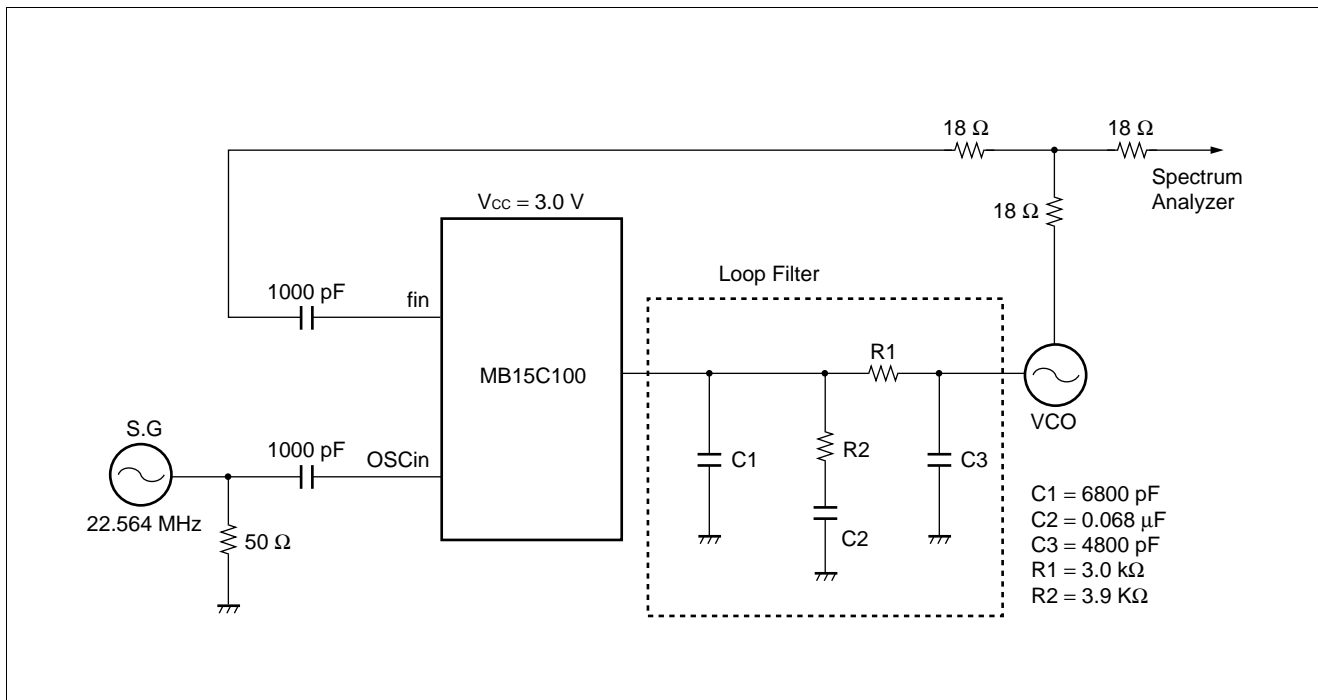 18 Ω
18 Ω
Spectrum
Analyzer
18 Ω
VCC = 3.0 V
Loop Filter
1000 pF
fin
R1
MB15C100
VCO
S.G
1000 pF
OSCin
C1
R2
C3
22.564 MHz
50 Ω
C2
C1 = 6800 pF
C2 = 0.068 μF
C3 = 4800 pF
R1 = 3.0 kΩ
R2 = 3.9 KΩ